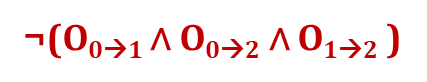 ¬(O₀→₁ ∧ O₀→₂ ∧ O₁→₂ )